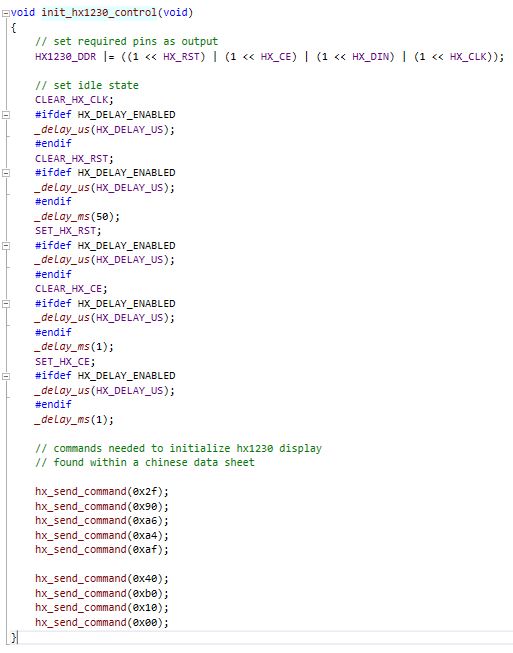 void init_hx1230_control(void)
{
// set required pins as output
HX1230_DDR |= ((1 << HX_RST) | (1 << HX_CE) | (1 << HX_DIN) | (1 << HX_CLK));
// set idle state
CLEAR_HX_CLK;
#ifdef HX_DELAY_ENABLED
_delay_us(HX_DELAY_US);
#endif
CLEAR_HX_RST;
#ifdef HX_DELAY_ENABLED
_delay_us(HX_DELAY_US);
#endif
_delay_ms(50);
SET_HX_RST;
#ifdef HX_DELAY_ENABLED
_delay_us(HX_DELAY_US);
#endif
CLEAR_HX_CE;
#ifdef HX_DELAY_ENABLED
_delay_us(HX_DELAY_US);
#endif
_delay_ms(1);
SET_HX_CE;
#ifdef HX_DELAY_ENABLED
_delay_us(HX_DELAY_US);
#endif
_delay_ms(1);
// commands needed to initialize hx1230 display
// found within a chinese data sheet
hx_send_command(0x2f);
hx_send_command(0x90);
hx_send_command(0xa6);
hx_send_command(0xa4);
hx_send_command(0xaf);
hx_send_command(0x40);
hx_send_command(0xb0);
hx_send_command(0x10);
hx_send_command(0x00);
}